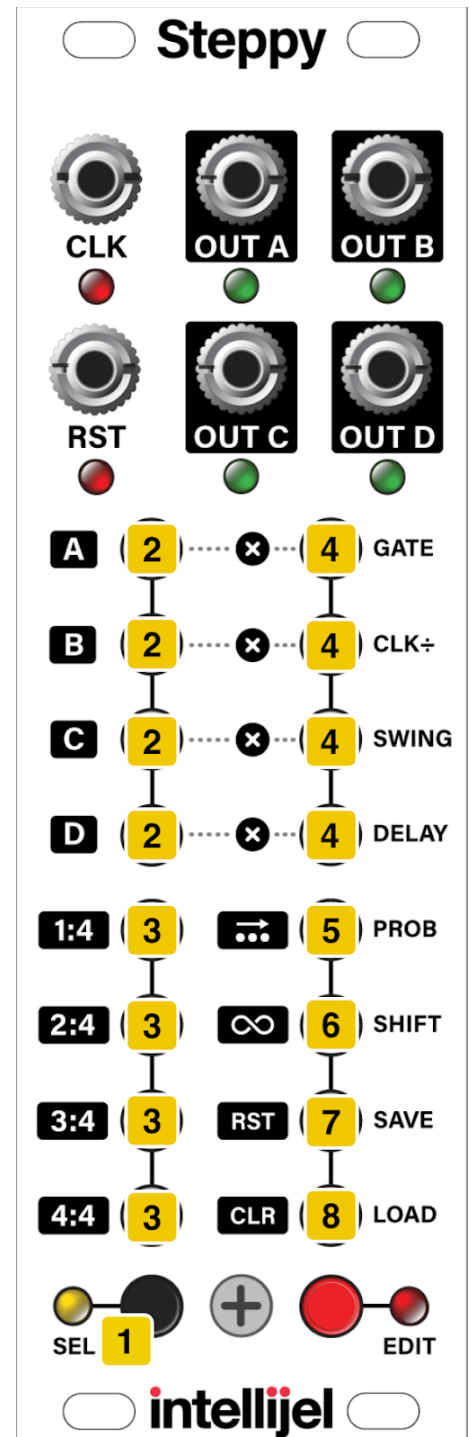 Steppy
CLK OUT A OUT B
RST OUT C OUT D
A 2 4 GATE
B 2 4 CLK÷
C 2 4 SWING
D 2 4 DELAY
1:4 3 5 PROB
2:4 3 ∞ 6 SHIFT
3:4 3 RST 7 SAVE
4:4 3 CLR 8 LOAD
SEL 1 EDIT
intellijel